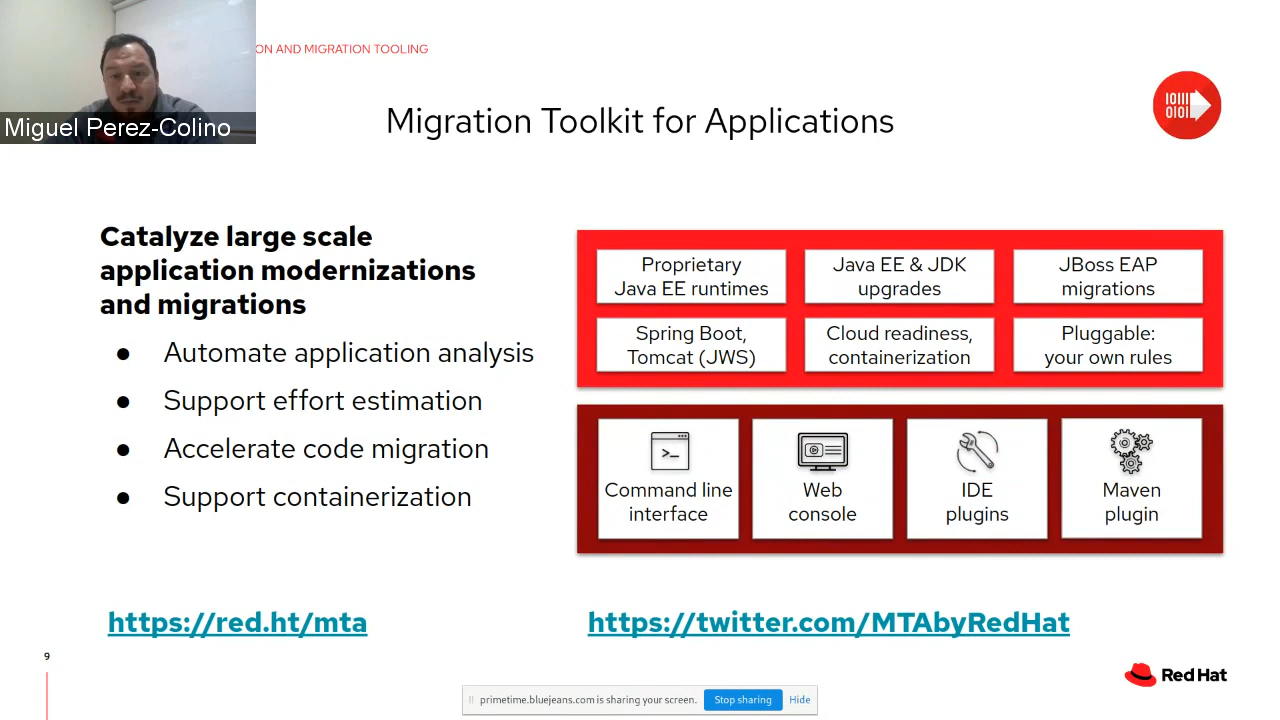 ON AND MIGRATION TOOLING
Miguel Perez-Colino
Migration Toolkit for Applications
Catalyze large scale
application modernizations
and migrations
● Automate application analysis
● Support effort estimation
● Accelerate code migration
● Support containerization
Proprietary
Java EE runtimes
Java EE & JDK
upgrades
JBoss EAP
migrations
Spring Boot,
Tomcat (JWS)
Cloud readiness,
containerization
Pluggable:
your own rules
Command line
interface
Web
console
IDE
plugins
Maven
plugin
https://red.ht/mta
https://twitter.com/MTAbyRedHat
9
Red Hat
primetime.bluejeans.com is sharing your screen.
Stop sharing
Hide